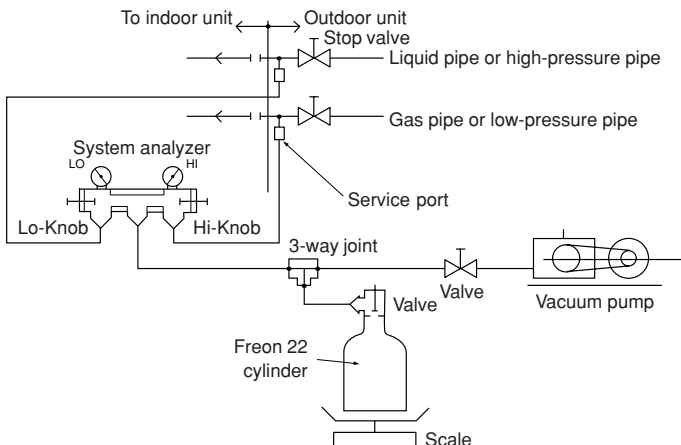 To indoor unit
Outdoor unit
Stop valve
Liquid pipe or high-pressure pipe
Gas pipe or low-pressure pipe
System analyzer
LO
HI
Service port
Lo-Knob
Hi-Knob
3-way joint
Valve
Valve
Vacuum pump
Freon 22
cylinder
Scale